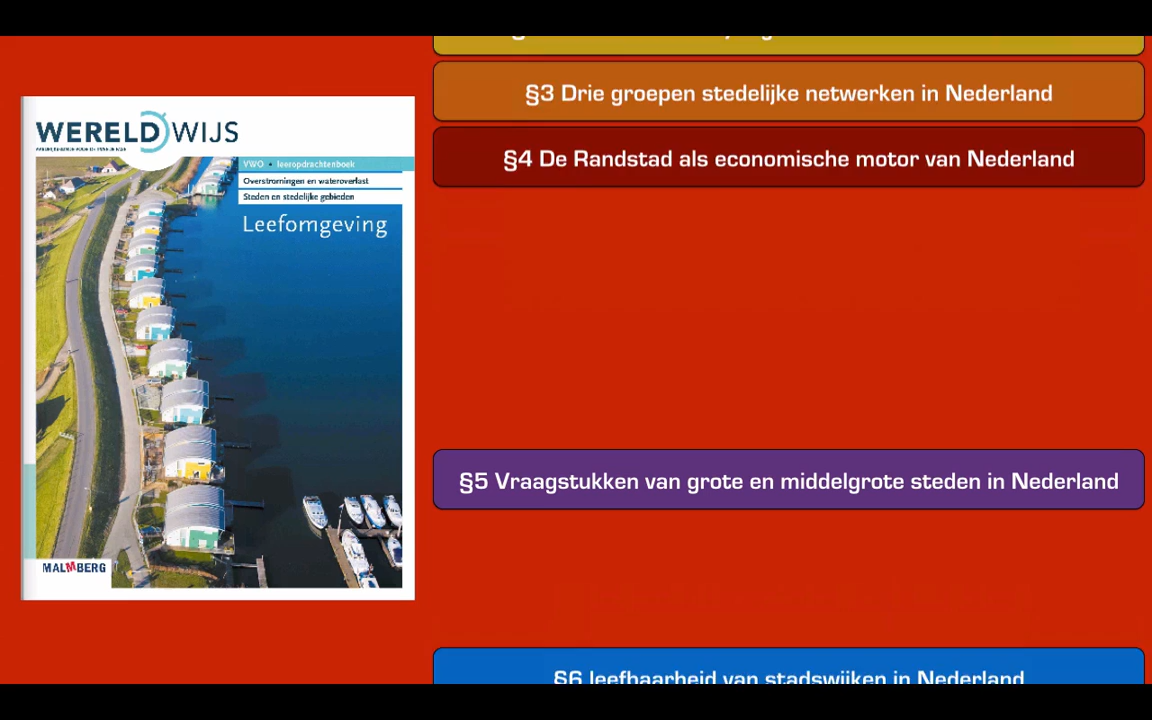 WERELDWIJS
VWO • leeropdrachtenboek
Overstromingen en wateroverlast
Steden en stedelijke gebieden
Leefomgeving
MALMBERG
§3 Drie groepen stedelijke netwerken in Nederland
§4 De Randstad als economische motor van Nederland
§5 Vraagstukken van grote en middelgrote steden in Nederland
§6 leefbaarheid van stadswijken in Nederland